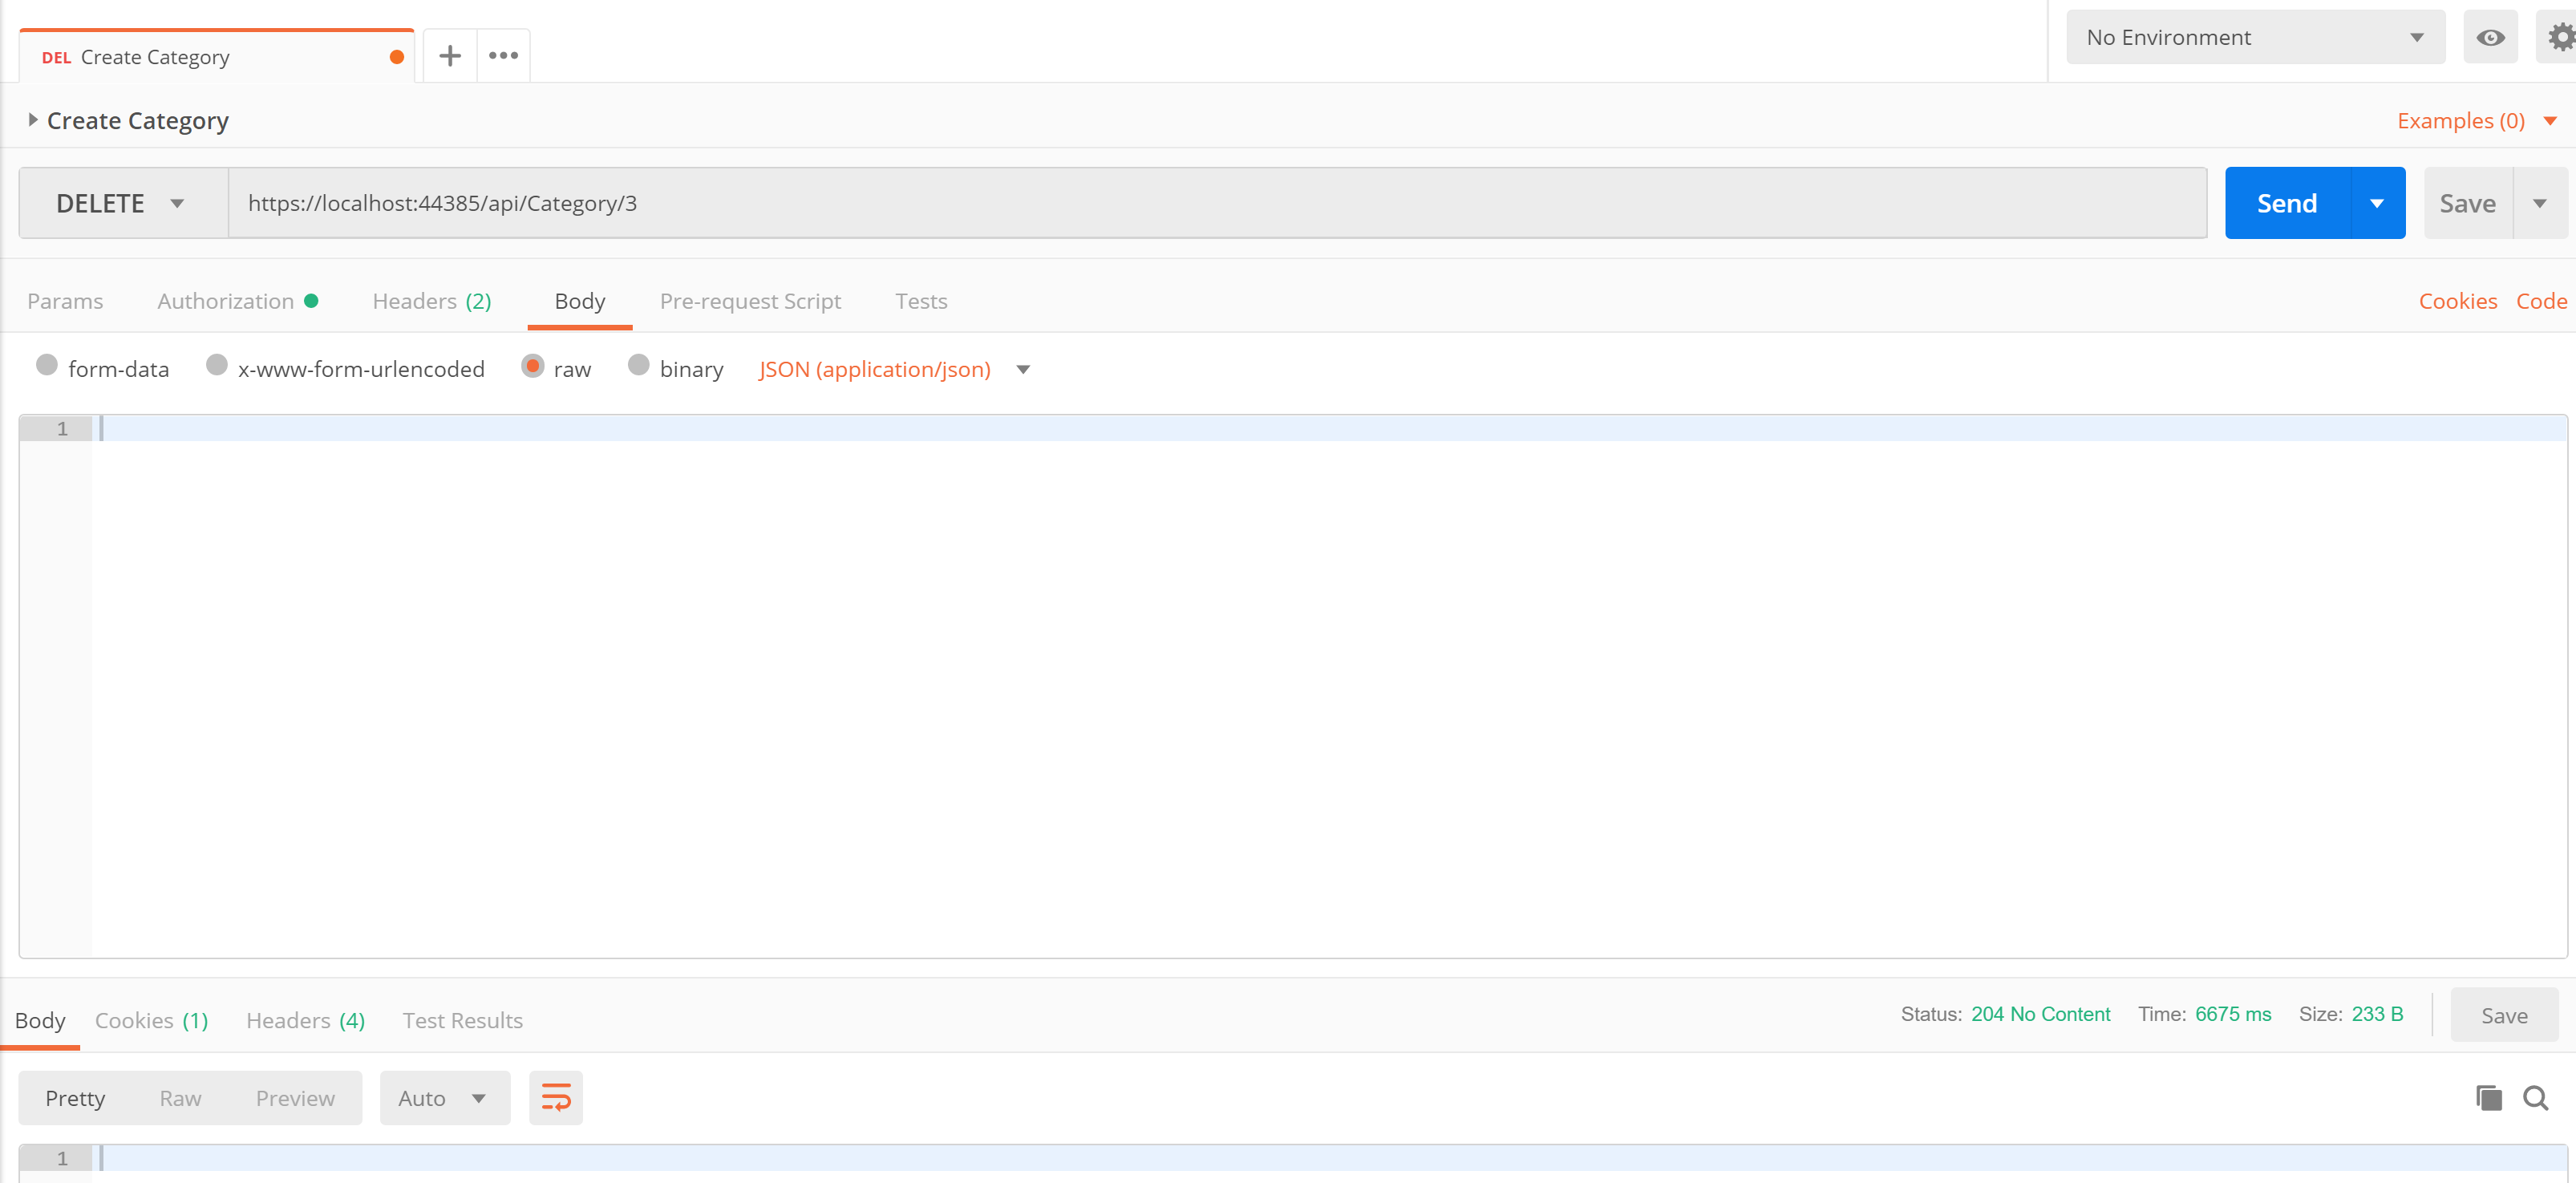 DEL Create Category
No Environment
Create Category
Examples (0)
DELETE https://localhost:44385/api/Category/3 Send Save
Params Authorization Headers (2) Body Pre-request Script Tests Cookies Code
form-data x-www-form-urlencoded raw binary JSON (application/json)
1
Body Cookies (1) Headers (4) Test Results Status: 204 No Content Time: 6675 ms Size: 233 B Save
Pretty Raw Preview Auto
1